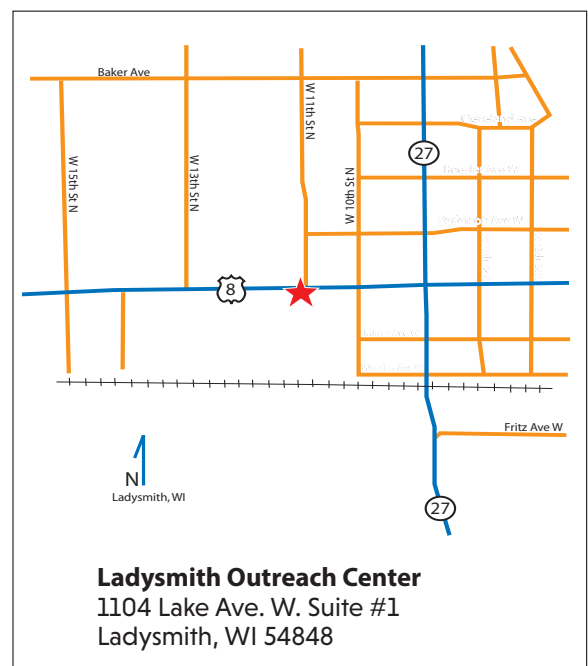 Baker Ave
W 11th St N
27
W 15th St N
W 13th St N
W 10th St N
8
Fritz Ave W
N
Ladysmith, WI
27
Ladysmith Outreach Center
1104 Lake Ave. W. Suite #1
Ladysmith, WI 54848